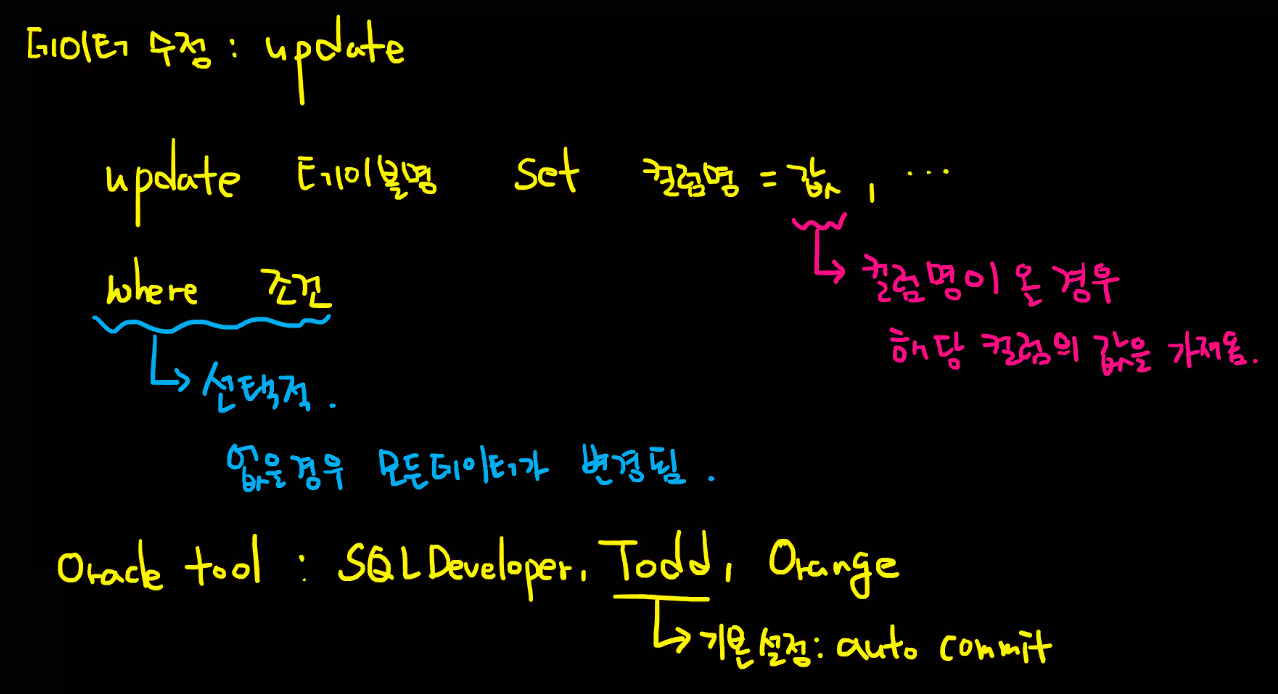 데이터 수정 : update
update 테이블명 set 컬럼명 = 값, ...
컬럼명이 온 경우
where 조건
해당 컬럼의 값을 가져옴.
선택적.
없을경우 모든데이터가 변경됨.
Oracle tool : SQLDeveloper, Todd, Orange
기본설정: auto commit